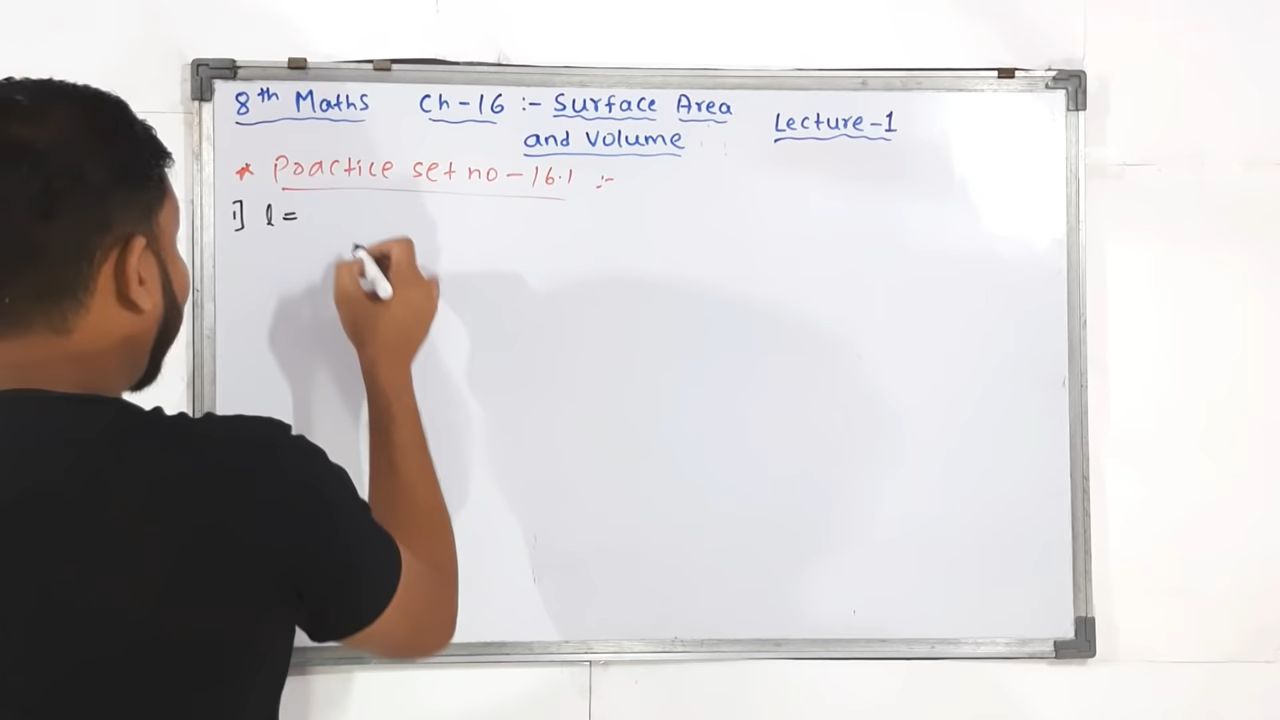 8th Maths Ch-16 :- Surface Area
and Volume
Lecture-1
* Practice set no - 16.1 :-
1] l =